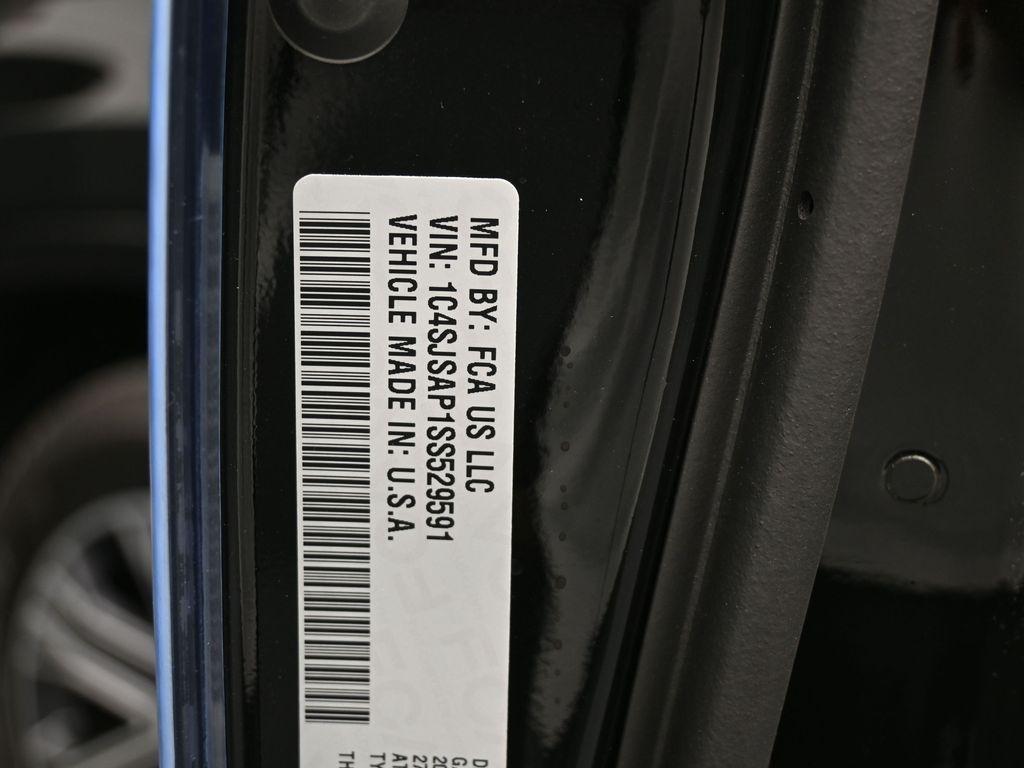 MFD BY: FCA US LLC
VIN: 1C4SJSAP1SS529591
VEHICLE MADE IN: U.S.A.